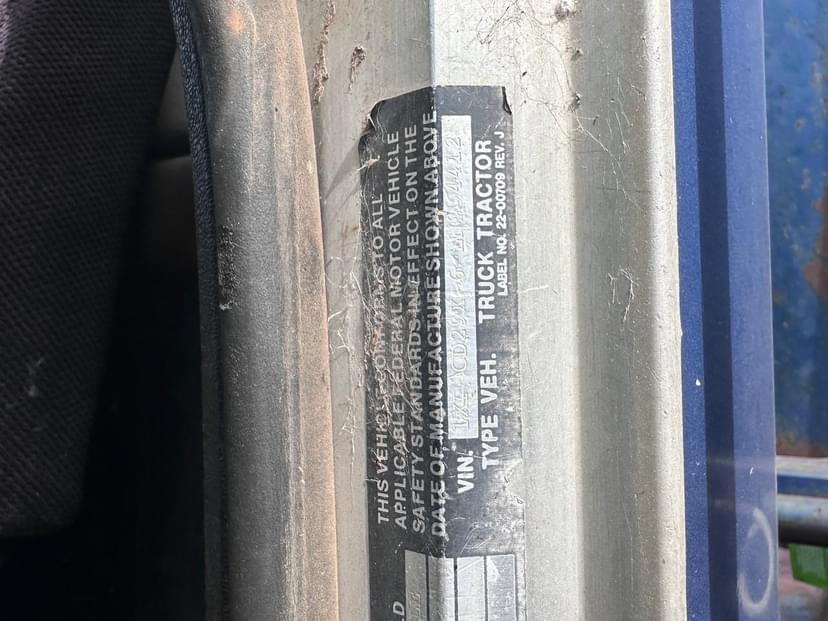 THIS VEHICLE CONFORMS TO ALL
APPLICABLE FEDERAL MOTOR VEHICLE
SAFETY STANDARDS IN EFFECT ON THE
DATE OF MANUFACTURE SHOWN ABOVE
VIN.
TYPE VEH. TRUCK TRACTOR
LABEL NO. 22-00709 REV. J